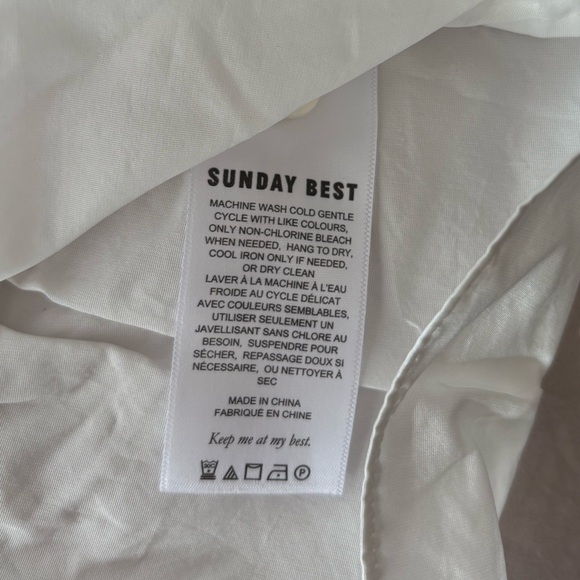 SUNDAY BEST
MACHINE WASH COLD GENTLE
CYCLE WITH LIKE COLOURS,
ONLY NON-CHLORINE BLEACH
WHEN NEEDED, HANG TO DRY,
COOL IRON ONLY IF NEEDED,
OR DRY CLEAN
LAVER À LA MACHINE À L'EAU
FROIDE AU CYCLE DÉLICAT
AVEC COULEURS SEMBLABLES,
UTILISER SEULEMENT UN
JAVELLISANT SANS CHLORE AU
BESOIN, SUSPENDRE POUR
SÉCHER, REPASSAGE DOUX SI
NÉCESSAIRE, OU NETTOYER À
SEC
MADE IN CHINA
FABRIQUÉ EN CHINE
Keep me at my best.
30C P